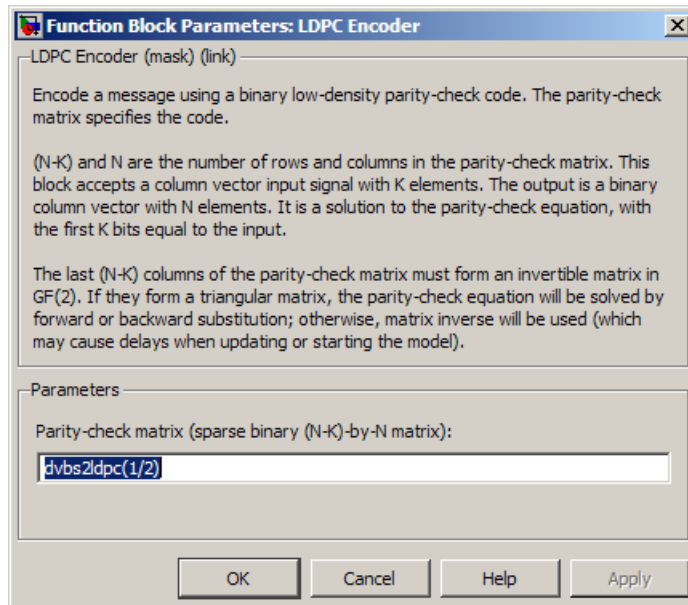 Function Block Parameters: LDPC Encoder
LDPC Encoder (mask) (link)
Encode a message using a binary low-density parity-check code. The parity-check
matrix specifies the code.
(N-K) and N are the number of rows and columns in the parity-check matrix. This
block accepts a column vector input signal with K elements. The output is a binary
column vector with N elements. It is a solution to the parity-check equation, with
the first K bits equal to the input.
The last (N-K) columns of the parity-check matrix must form an invertible matrix in
GF(2). If they form a triangular matrix, the parity-check equation will be solved by
forward or backward substitution; otherwise, matrix inverse will be used (which
may cause delays when updating or starting the model).
Parameters
Parity-check matrix (sparse binary (N-K)-by-N matrix):
dvbs2ldpc(1/2)
OK Cancel Help Apply